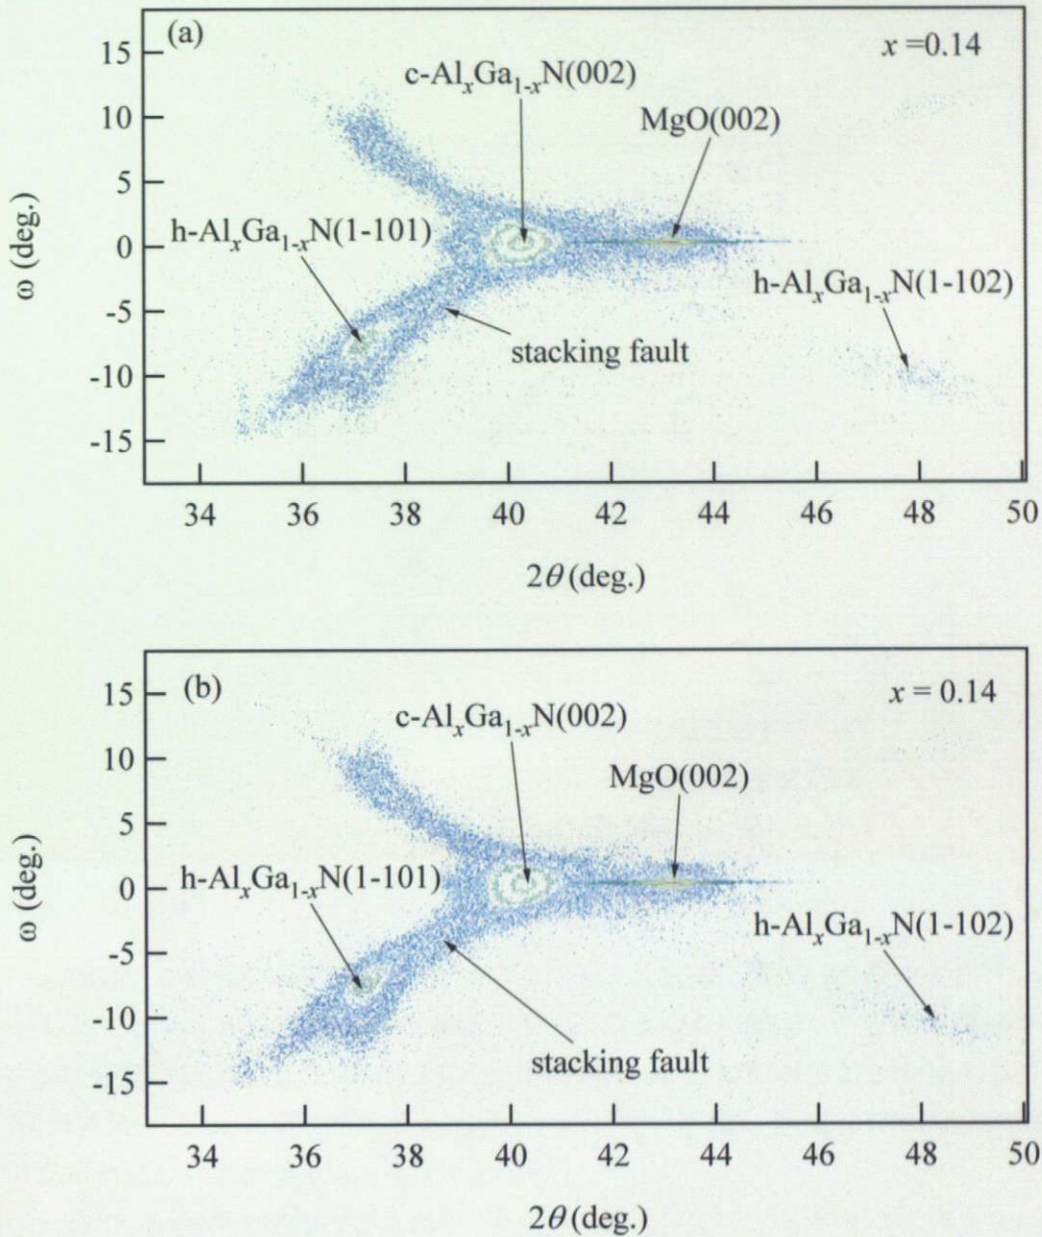 (a)
x =0.14
c-AlₓGa₁₋ₓN(002)
MgO(002)
h-AlₓGa₁₋ₓN(1-101)
h-AlₓGa₁₋ₓN(1-102)
stacking fault
ω (deg.)
15
10
5
0
-5
-10
-15
34 36 38 40 42 44 46 48 50
2θ (deg.)
(b)
x = 0.14
c-AlₓGa₁₋ₓN(002)
MgO(002)
h-AlₓGa₁₋ₓN(1-101)
h-AlₓGa₁₋ₓN(1-102)
stacking fault
ω (deg.)
15
10
5
0
-5
-10
-15
34 36 38 40 42 44 46 48 50
2θ (deg.)